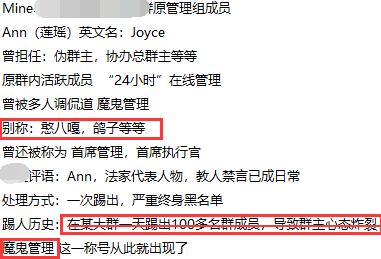 Mine 群原管理组成员
Ann（莲瑶）英文名：Joyce
曾担任：伪群主，协办总群主等等
原群内活跃成员 “24小时”在线管理
曾被多人调侃道 魔鬼管理
别称：憨八嘎，鸽子等等
曾还被称为 首席管理，首席执行官
评语：Ann，法家代表人物，教人禁言已成日常
处理方式：一次踢出，严重终身黑名单
踢人历史：在某大群一天踢出100多名群成员，导致群主心态炸裂
魔鬼管理 这一称号从此就出现了